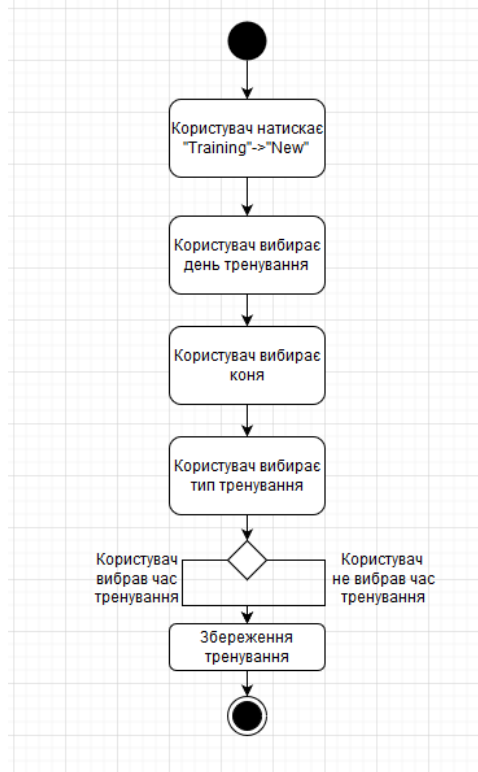 Користувач натискає
"Training"->"New"
Користувач вибирає
день тренування
Користувач вибирає
коня
Користувач вибирає
тип тренування
Користувач
вибрав час
тренування
Користувач
не вибрав час
тренування
Збереження
тренування